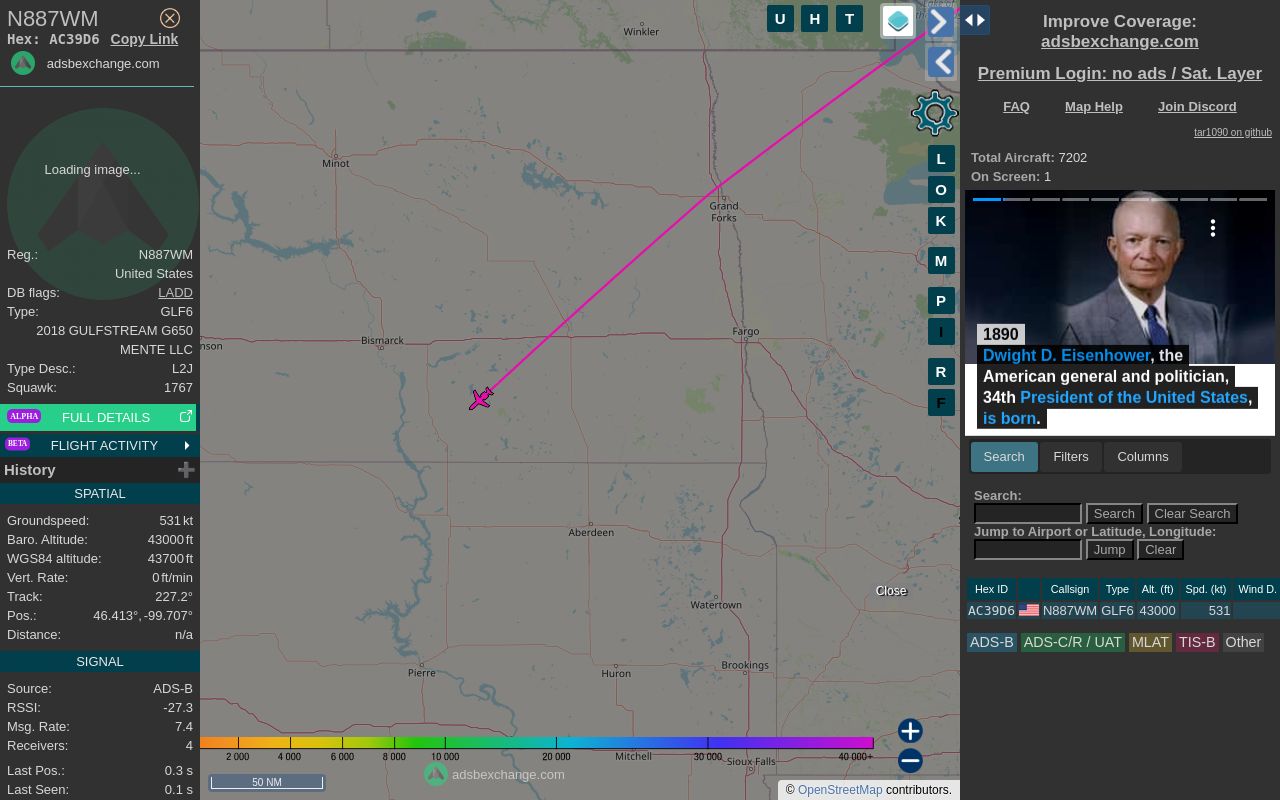 N887WM
Hex: AC39D6 Copy Link
adsbexchange.com
Loading image...
Reg.: N887WM
United States
DB flags: LADD
Type: GLF6
2018 GULFSTREAM G650
MENTE LLC
Type Desc.: L2J
Squawk: 1767
ALPHA FULL DETAILS
BETA FLIGHT ACTIVITY
History
SPATIAL
Groundspeed: 531 kt
Baro. Altitude: 43000 ft
WGS84 altitude: 43700 ft
Vert. Rate: 0 ft/min
Track: 227.2°
Pos.: 46.413°, -99.707°
Distance: n/a
SIGNAL
Source: ADS-B
RSSI: -27.3
Msg. Rate: 7.4
Receivers: 4
Last Pos.: 0.3 s
Last Seen: 0.1 s
Winkler
Minot
Grand
Forks
Bismarck
Fargo
nson
Aberdeen
Watertown
Pierre
Huron
Brookings
Mitchell
Sioux Falls
U H T
L
O
K
M
P
I
R
F
Close
2 000 4 000 6 000 8 000 10 000 20 000 30 000 40 000+
50 NM
adsbexchange.com
© OpenStreetMap contributors.
Improve Coverage:
adsbexchange.com
Premium Login: no ads / Sat. Layer
FAQ Map Help Join Discord
tar1090 on github
Total Aircraft: 7202
On Screen: 1
1890
Dwight D. Eisenhower, the
American general and politician,
34th President of the United States,
is born.
Search Filters Columns
Search:
Search Clear Search
Jump to Airport or Latitude, Longitude:
Jump Clear
Hex ID Callsign Type Alt. (ft) Spd. (kt) Wind D.
AC39D6 N887WM GLF6 43000 531
ADS-B ADS-C/R / UAT MLAT TIS-B Other